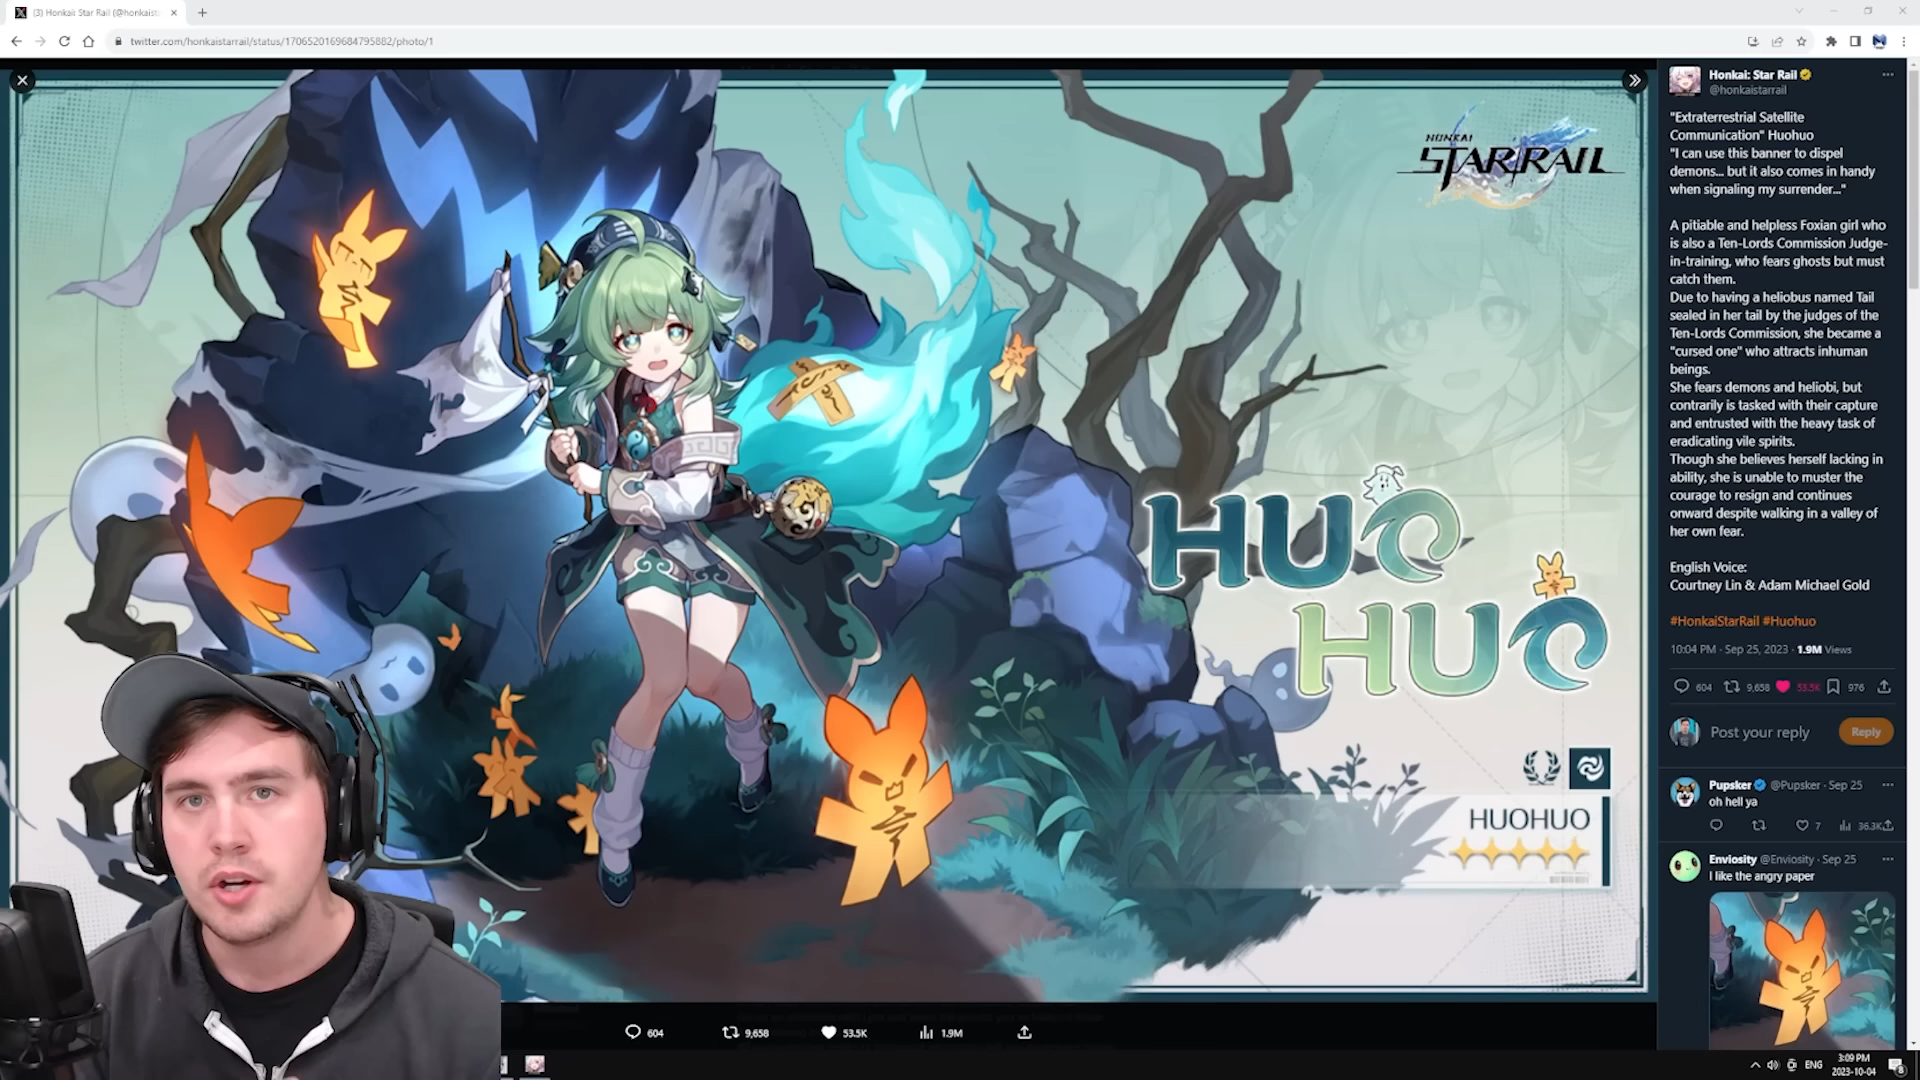 (3) Honkai: Star Rail (@honkaist
twitter.com/honkaistarrail/status/1706520169684795882/photo/1
HONKAI
STAR RAIL
HUO
HUO
HUOHUO
Honkai: Star Rail
@honkaistarrail
"Extraterrestrial Satellite
Communication" Huohuo
"I can use this banner to dispel
demons... but it also comes in handy
when signaling my surrender..."
A pitiable and helpless Foxian girl who
is also a Ten-Lords Commission Judge-
in-training, who fears ghosts but must
catch them.
Due to having a heliobus named Tail
sealed in her tail by the judges of the
Ten-Lords Commission, she became a
"cursed one" who attracts inhuman
beings.
She fears demons and heliobi, but
contrarily is tasked with their capture
and entrusted with the heavy task of
eradicating vile spirits.
Though she believes herself lacking in
ability, she is unable to muster the
courage to resign and continues
onward despite walking in a valley of
her own fear.
English Voice:
Courtney Lin & Adam Michael Gold
#HonkaiStarRail #Huohuo
10:04 PM · Sep 25, 2023 · 1.9M Views
604 9,658 53.5K 976
Post your reply Reply
Pupsker @Pupsker · Sep 25
oh hell ya
7 36.3K
Enviosity @Enviosity · Sep 25
I like the angry paper
604 9,658 53.5K 1.9M
ENG
3:09 PM
2023-10-04